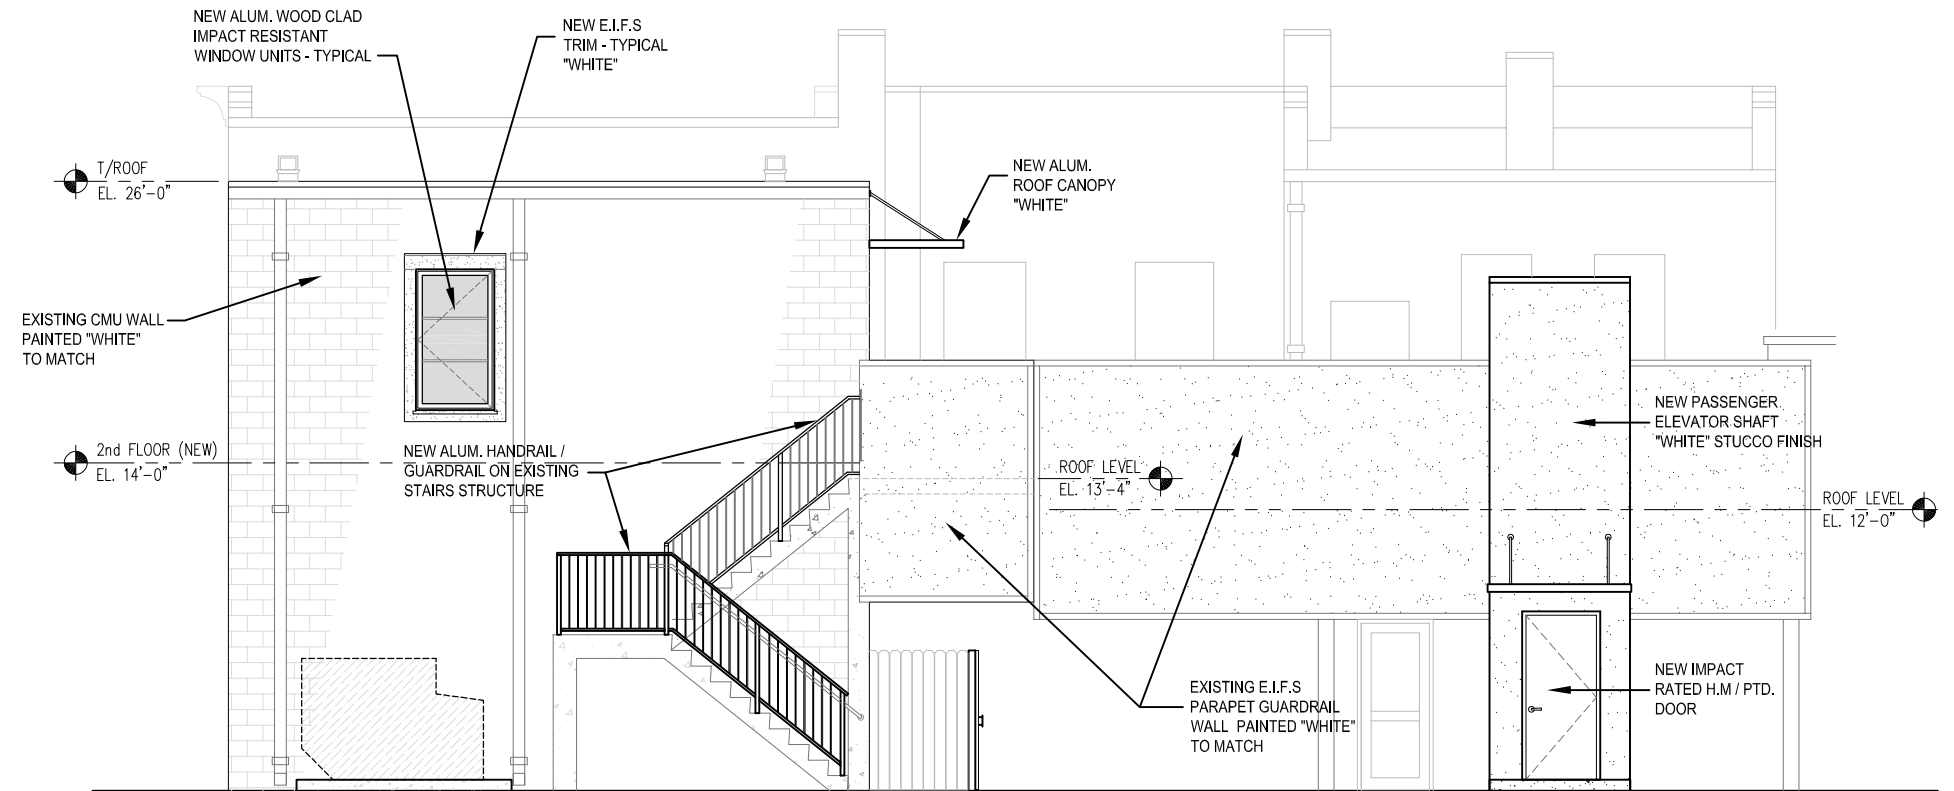 NEW ALUM. WOOD CLAD
IMPACT RESISTANT
WINDOW UNITS - TYPICAL
NEW E.I.F.S
TRIM - TYPICAL
"WHITE"
T/ROOF
EL. 26'-0"
NEW ALUM.
ROOF CANOPY
"WHITE"
EXISTING CMU WALL
PAINTED "WHITE"
TO MATCH
2nd FLOOR (NEW)
EL. 14'-0"
NEW ALUM. HANDRAIL /
GUARDRAIL ON EXISTING
STAIRS STRUCTURE
ROOF LEVEL
EL. 13'-4"
NEW PASSENGER
ELEVATOR SHAFT
"WHITE" STUCCO FINISH
ROOF LEVEL
EL. 12'-0"
EXISTING E.I.F.S
PARAPET GUARDRAIL
WALL PAINTED "WHITE"
TO MATCH
NEW IMPACT
RATED H.M / PTD.
DOOR